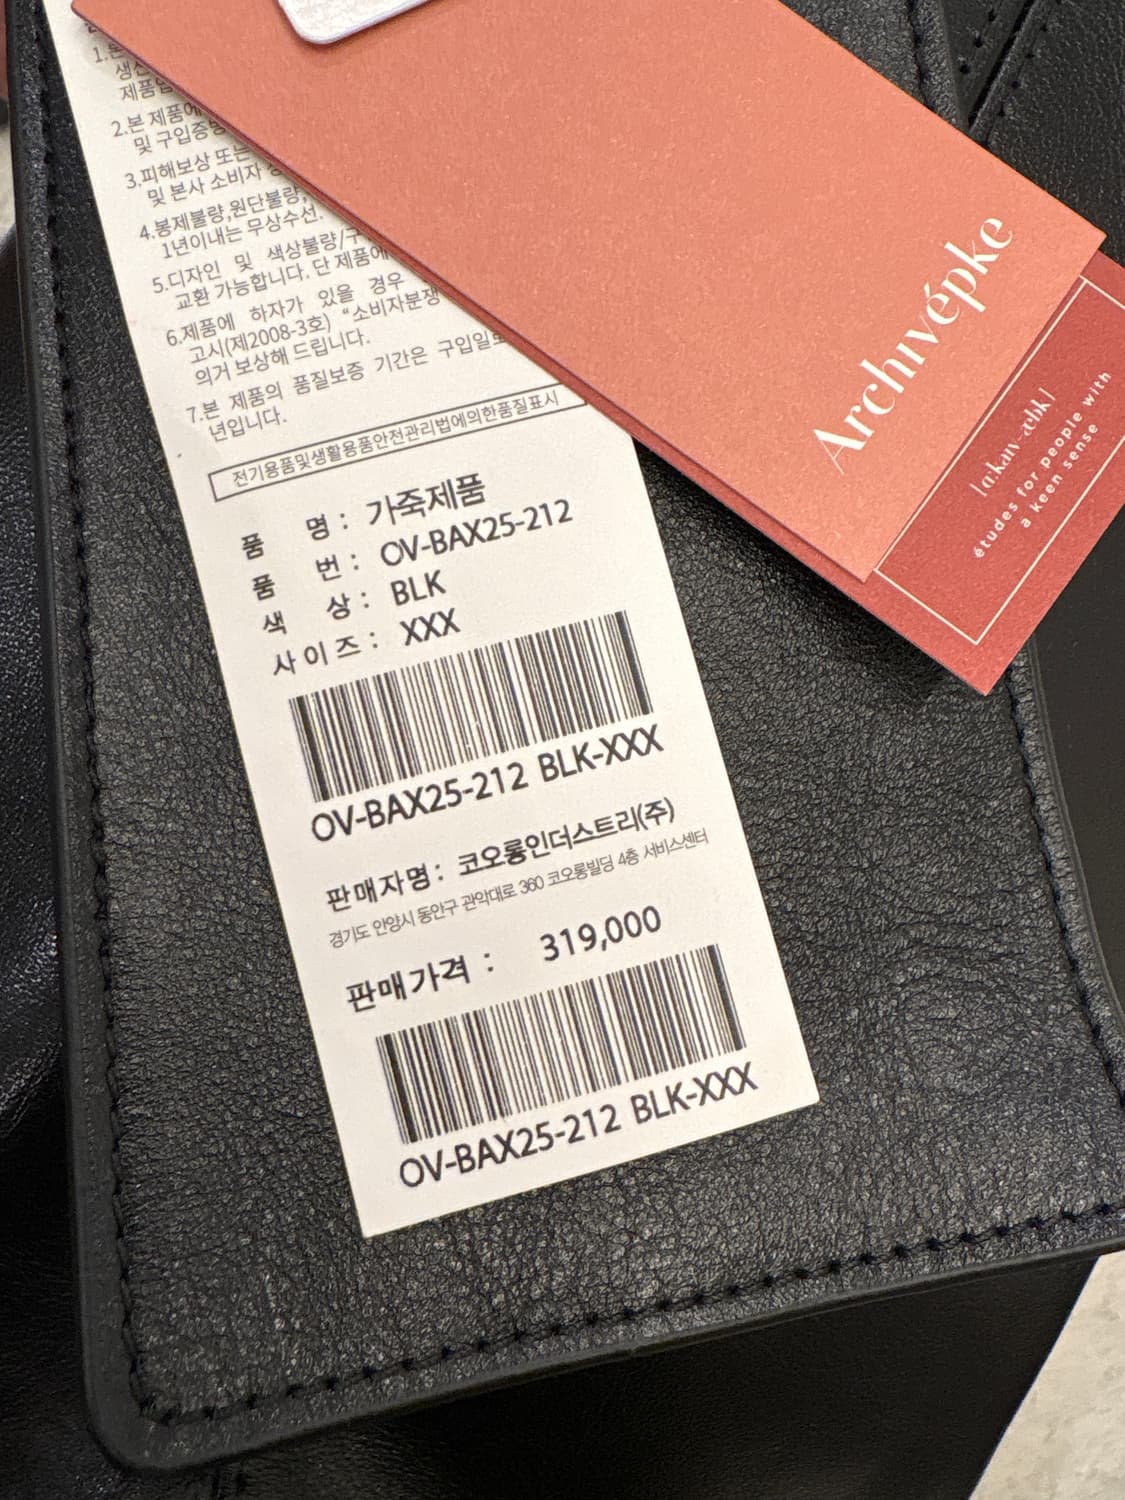 1.본
생산
제품
2.본 제품에
및 구입증명
3.피해보상 또는
및 본사 소비자
4.봉제불량,원단불량,
1년이내는 무상수선.
5.디자인 및 색상불량/
교환 가능합니다. 단 제품에
6.제품에 하자가 있을 경우
고시(제2008-3호) "소비자분쟁
의거 보상해 드립니다.
7.본 제품의 품질보증 기간은 구입일로
년입니다.
전기용품및생활용품안전관리법에의한품질표시
품 명 : 가죽제품
품 번 : OV-BAX25-212
색 상 : BLK
사이즈 : XXX
OV-BAX25-212 BLK-XXX
판매자명 : 코오롱인더스트리(주)
경기도 안양시 동안구 관악대로 360 코오롱빌딩 4층 서비스센터
판매가격 : 319,000
OV-BAX25-212 BLK-XXX
Archivépke
études for people with
a keen sense